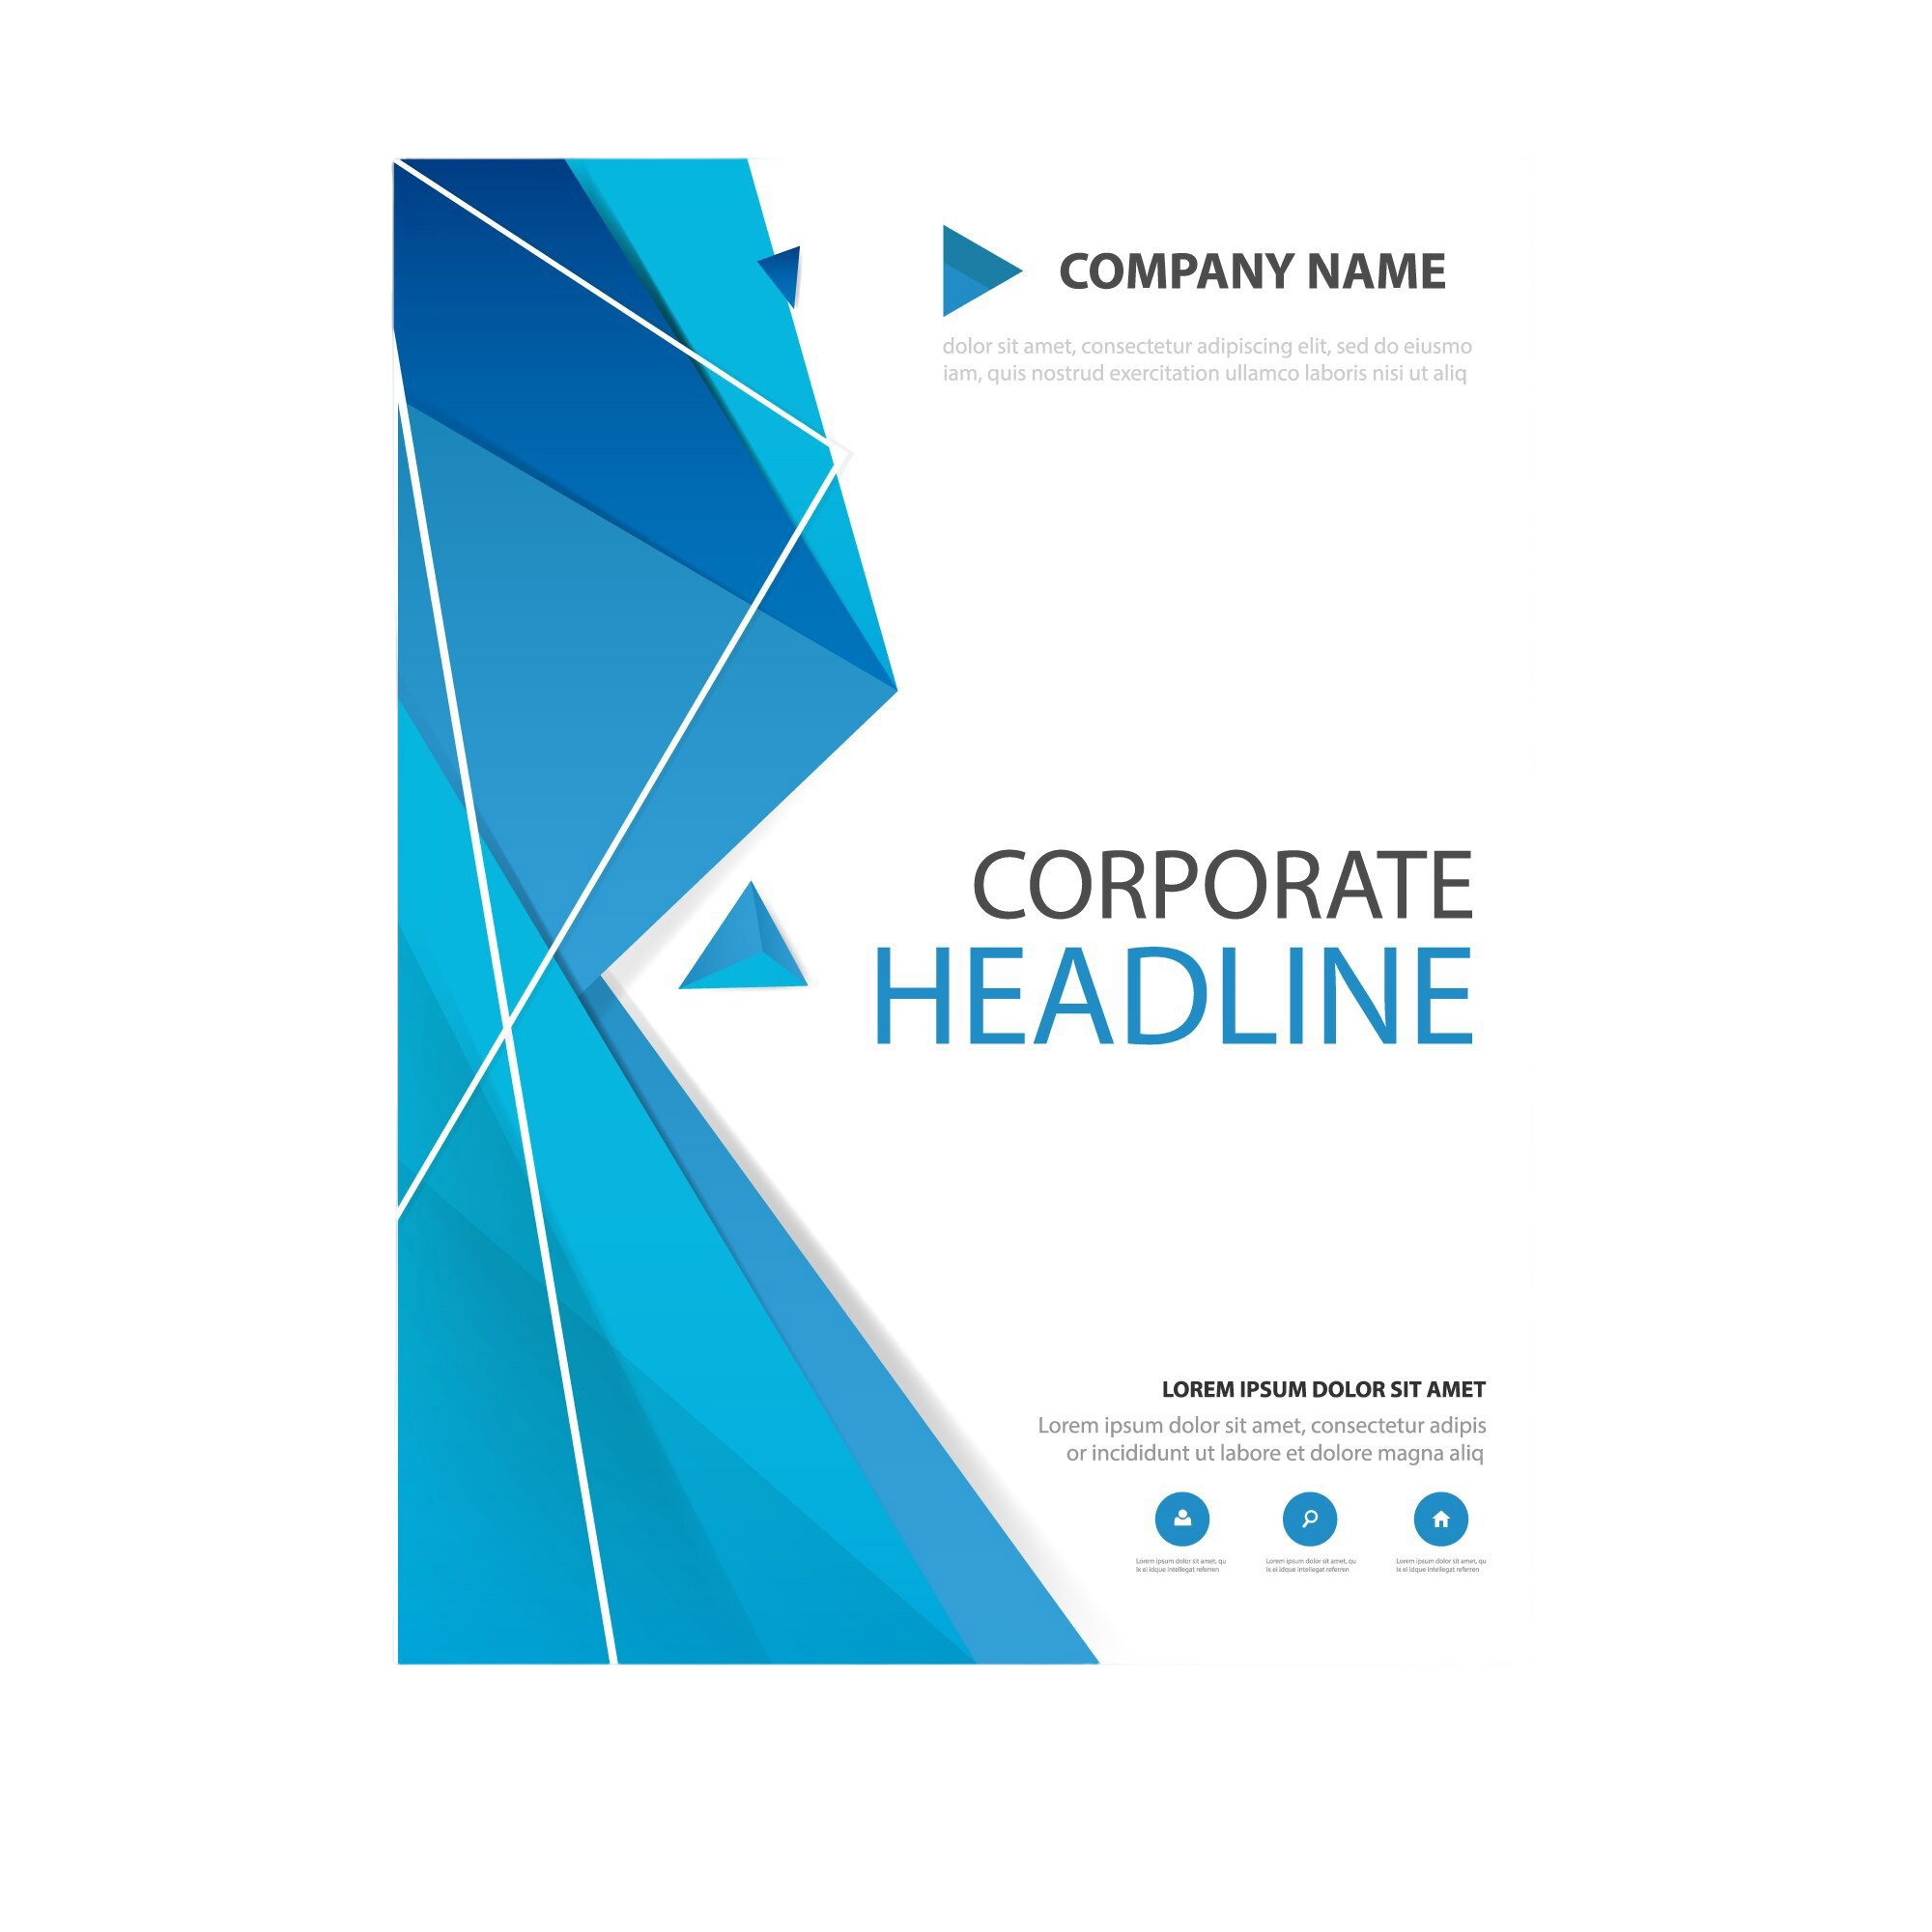 COMPANY NAME
dolor sit amet, consectetur adipiscing elit, sed do eiusmo
iam, quis nostrud exercitation ullamco laboris nisi ut aliq
CORPORATE
HEADLINE
LOREM IPSUM DOLOR SIT AMET
Lorem ipsum dolor sit amet, consectetur adipis
or incididunt ut labore et dolore magna aliq
Lorem ipsum dolor sit amet, qu
ix ei idque intellegat referren
Lorem ipsum dolor sit amet, qu
ix ei idque intellegat referren
Lorem ipsum dolor sit amet, qu
ix ei idque intellegat referren